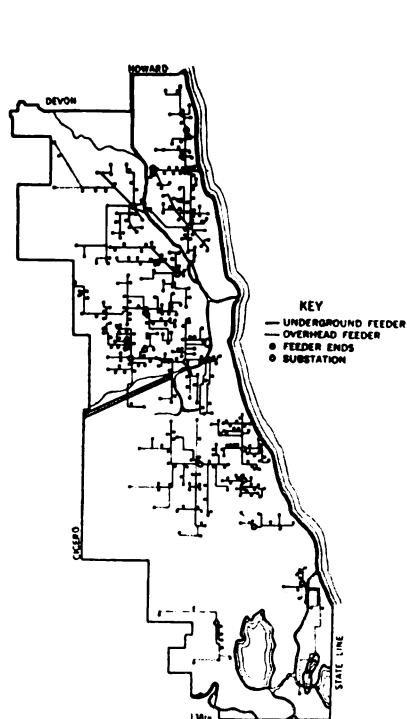 HOWARD
DEVON
KEY
UNDERGROUND FEEDER
OVERHEAD FEEDER
FEEDER ENDS
SUBSTATION
CICERO
STATE LINE